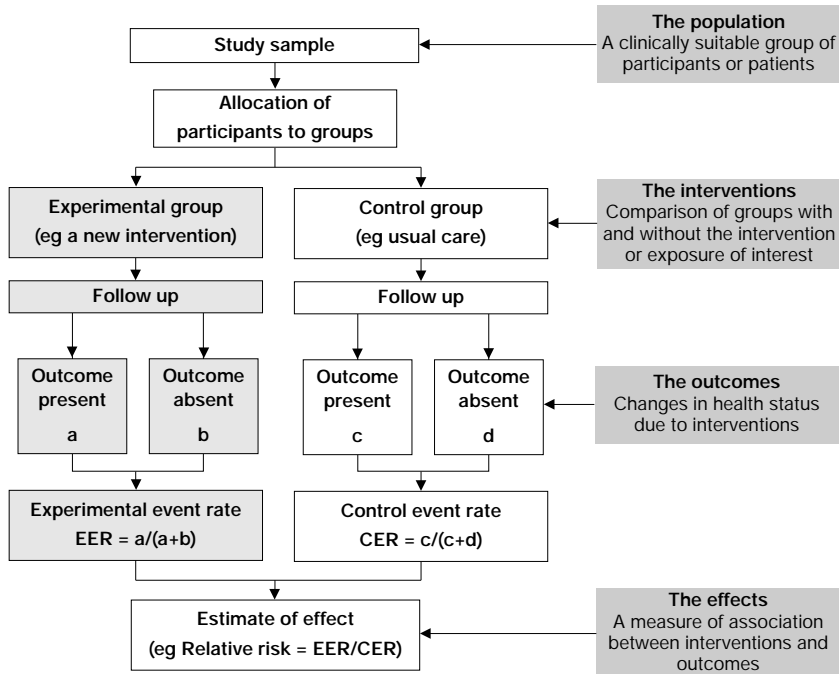 Study sample
The population
A clinically suitable group of
participants or patients
Allocation of
participants to groups
Experimental group
(eg a new intervention)
Control group
(eg usual care)
The interventions
Comparison of groups with
and without the intervention
or exposure of interest
Follow up
Follow up
Outcome
present
a
Outcome
absent
b
Outcome
present
c
Outcome
absent
d
The outcomes
Changes in health status
due to interventions
Experimental event rate
EER = a/(a+b)
Control event rate
CER = c/(c+d)
Estimate of effect
(eg Relative risk = EER/CER)
The effects
A measure of association
between interventions and
outcomes